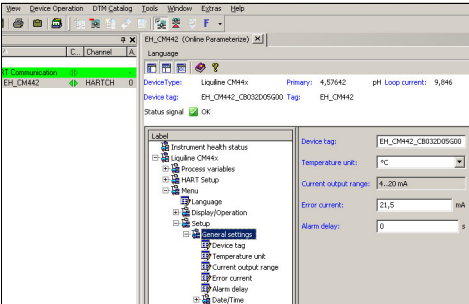 View Device Operation DTM Catalog Tools Window Extras Help
F
C... Channel A
HART Communication
EH_CM442 HARTCH 0
EH_CM442 (Online Parameterize)
Language
DeviceType: Liquiline CM44x Primary: 4,57642 pH Loop current: 9,846
Device tag: EH_CM442_CB032D05G00 Tag: EH_CM442
Status signal OK
Label
Instrument health status
Liquiline CM44x
Process variables
HART Setup
Menu
Language
Display/Operation
Setup
General settings
Device tag
Temperature unit
Current output range
Error current
Alarm delay
Date/Time
Device tag: EH_CM442_CB032D05G00
Temperature unit: °C
Current output range: 4...20 mA
Error current: 21,5 mA
Alarm delay: 0 s